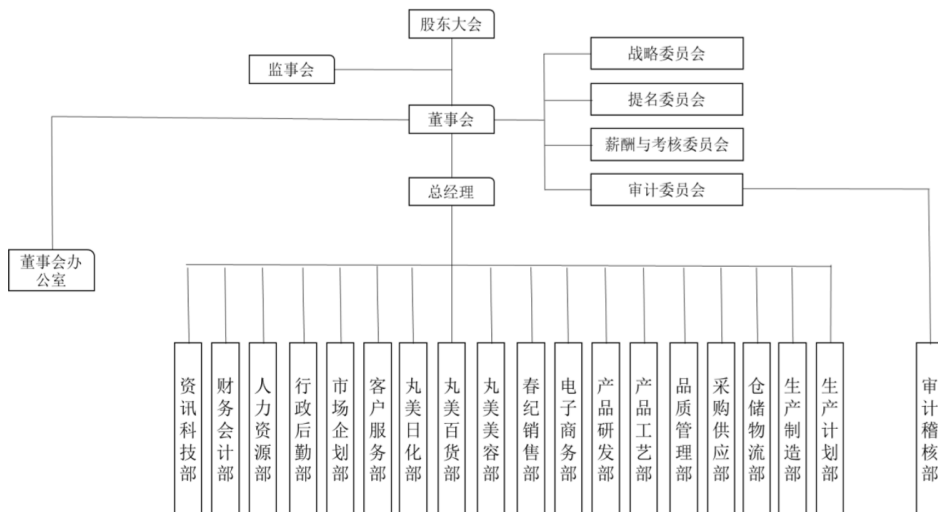 股东大会
监事会
战略委员会
提名委员会
董事会
薪酬与考核委员会
总经理
审计委员会
董事会办
公室
资讯科技部
财务会计部
人力资源部
行政后勤部
市场企划部
客户服务部
丸美日化部
丸美百货部
丸美美容部
春纪销售部
电子商务部
产品研发部
产品工艺部
品质管理部
采购供应部
仓储物流部
生产制造部
生产计划部
审计稽核部